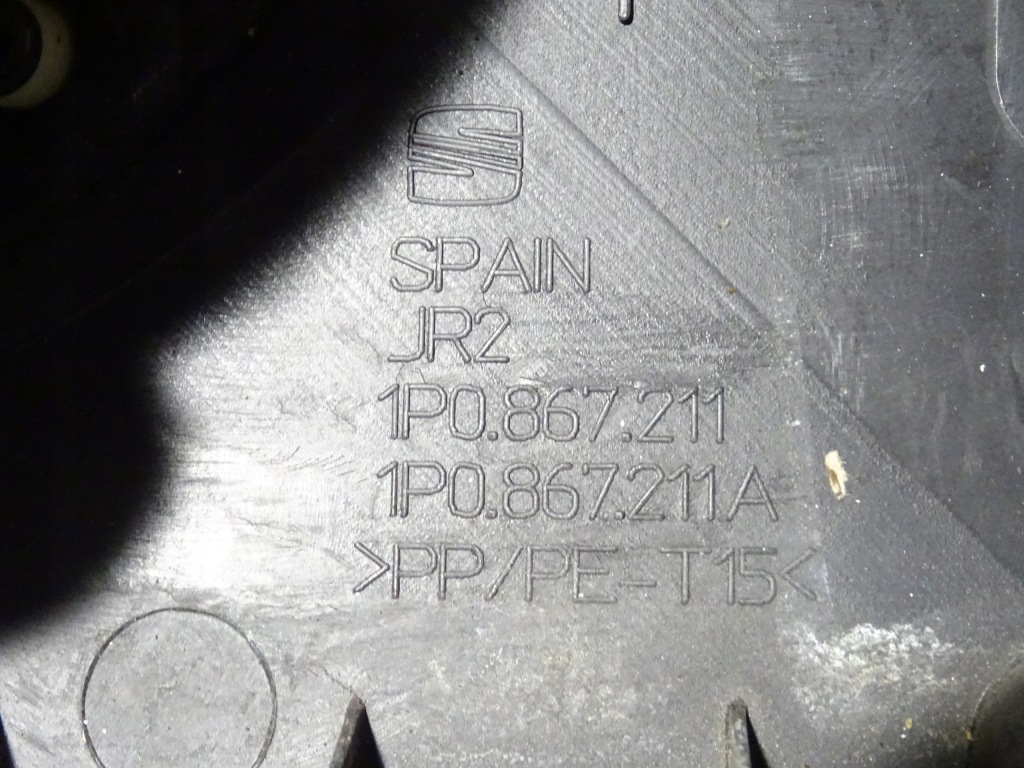 SPAIN
JR2
1P0.867.211
1P0.867.211A
>PP/PE-T15<